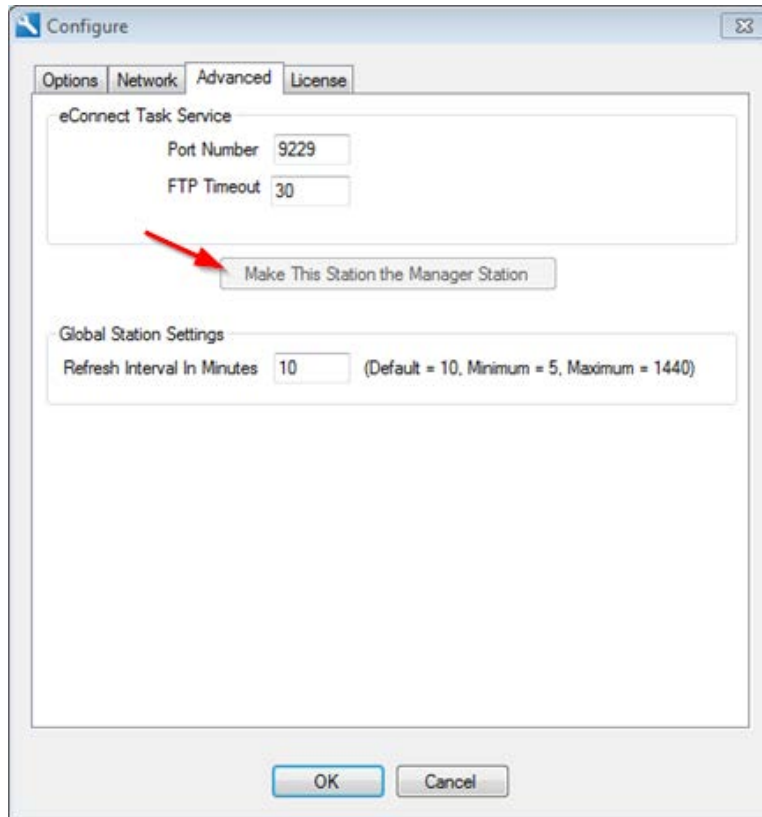 Configure
Options Network Advanced License
eConnect Task Service
Port Number 9229
FTP Timeout 30
Make This Station the Manager Station
Global Station Settings
Refresh Interval In Minutes 10 (Default = 10, Minimum = 5, Maximum = 1440)
OK Cancel